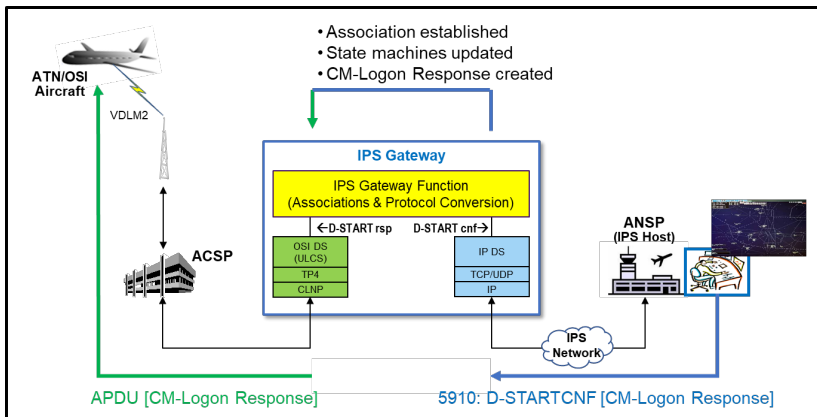 • Association established
• State machines updated
• CM-Logon Response created
ATN/OSI
Aircraft
VDLM2
IPS Gateway
IPS Gateway Function
(Associations & Protocol Conversion)
←D-START rsp
D-START cnf→
OSI DS
(ULCS)
TP4
CLNP
IP DS
TCP/UDP
IP
ACSP
ANSP
(IPS Host)
IPS
Network
APDU [CM-Logon Response]
5910: D-STARTCNF [CM-Logon Response]